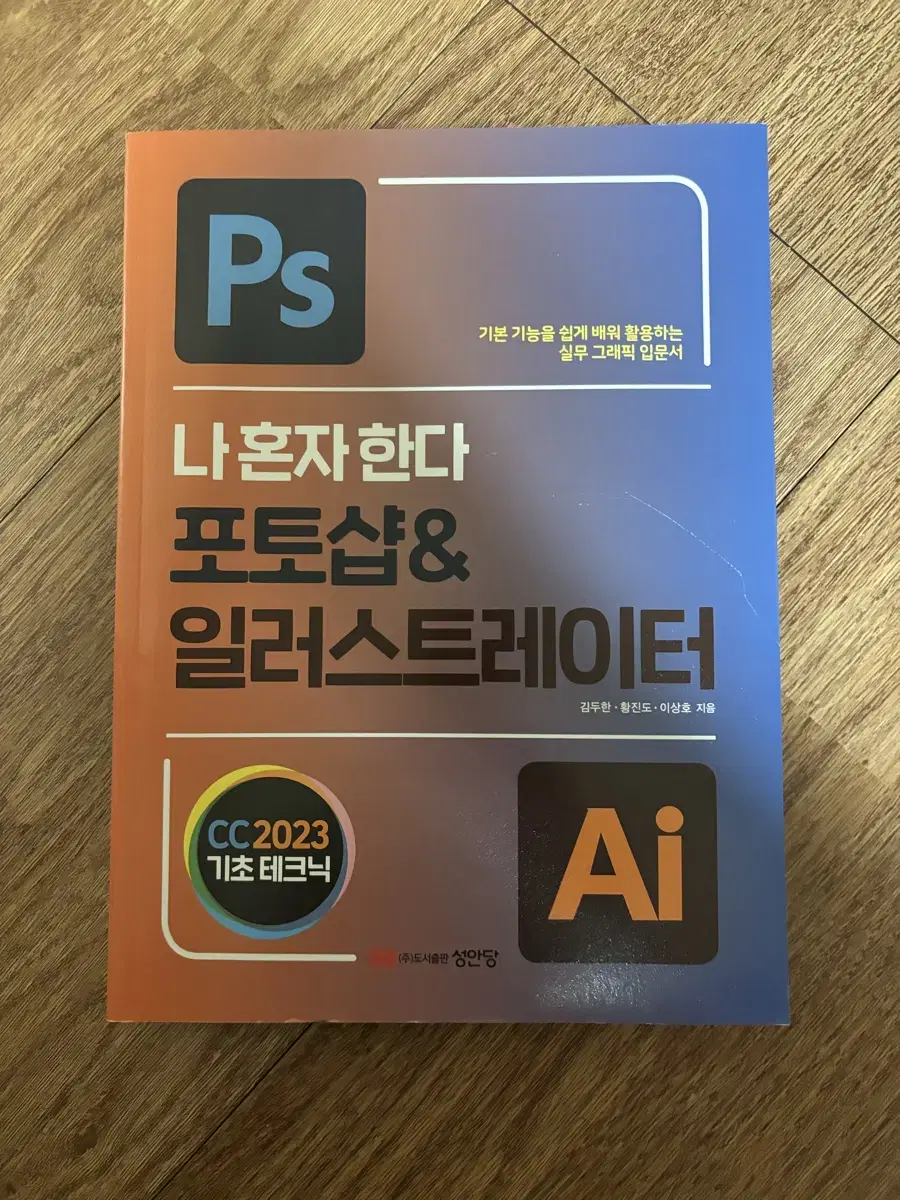 Ps
기본 기능을 쉽게 배워 활용하는
실무 그래픽 입문서
나 혼자 한다
포토샵&
일러스트레이터
김두한·황진도·이상호 지음
CC 2023
기초 테크닉
Ai
(주)도서출판 성안당